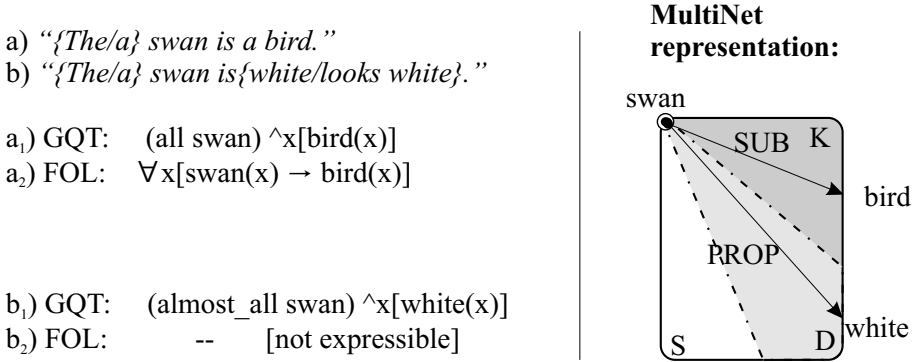 a) “{The/a} swan is a bird.”
b) “{The/a} swan is{white/looks white}.”
a₁) GQT: (all swan) ^x[bird(x)]
a₂) FOL: ∀x[swan(x) → bird(x)]
b₁) GQT: (almost_all swan) ^x[white(x)]
b₂) FOL: -- [not expressible]
MultiNet
representation:
swan
SUB K
bird
PROP
white
S D